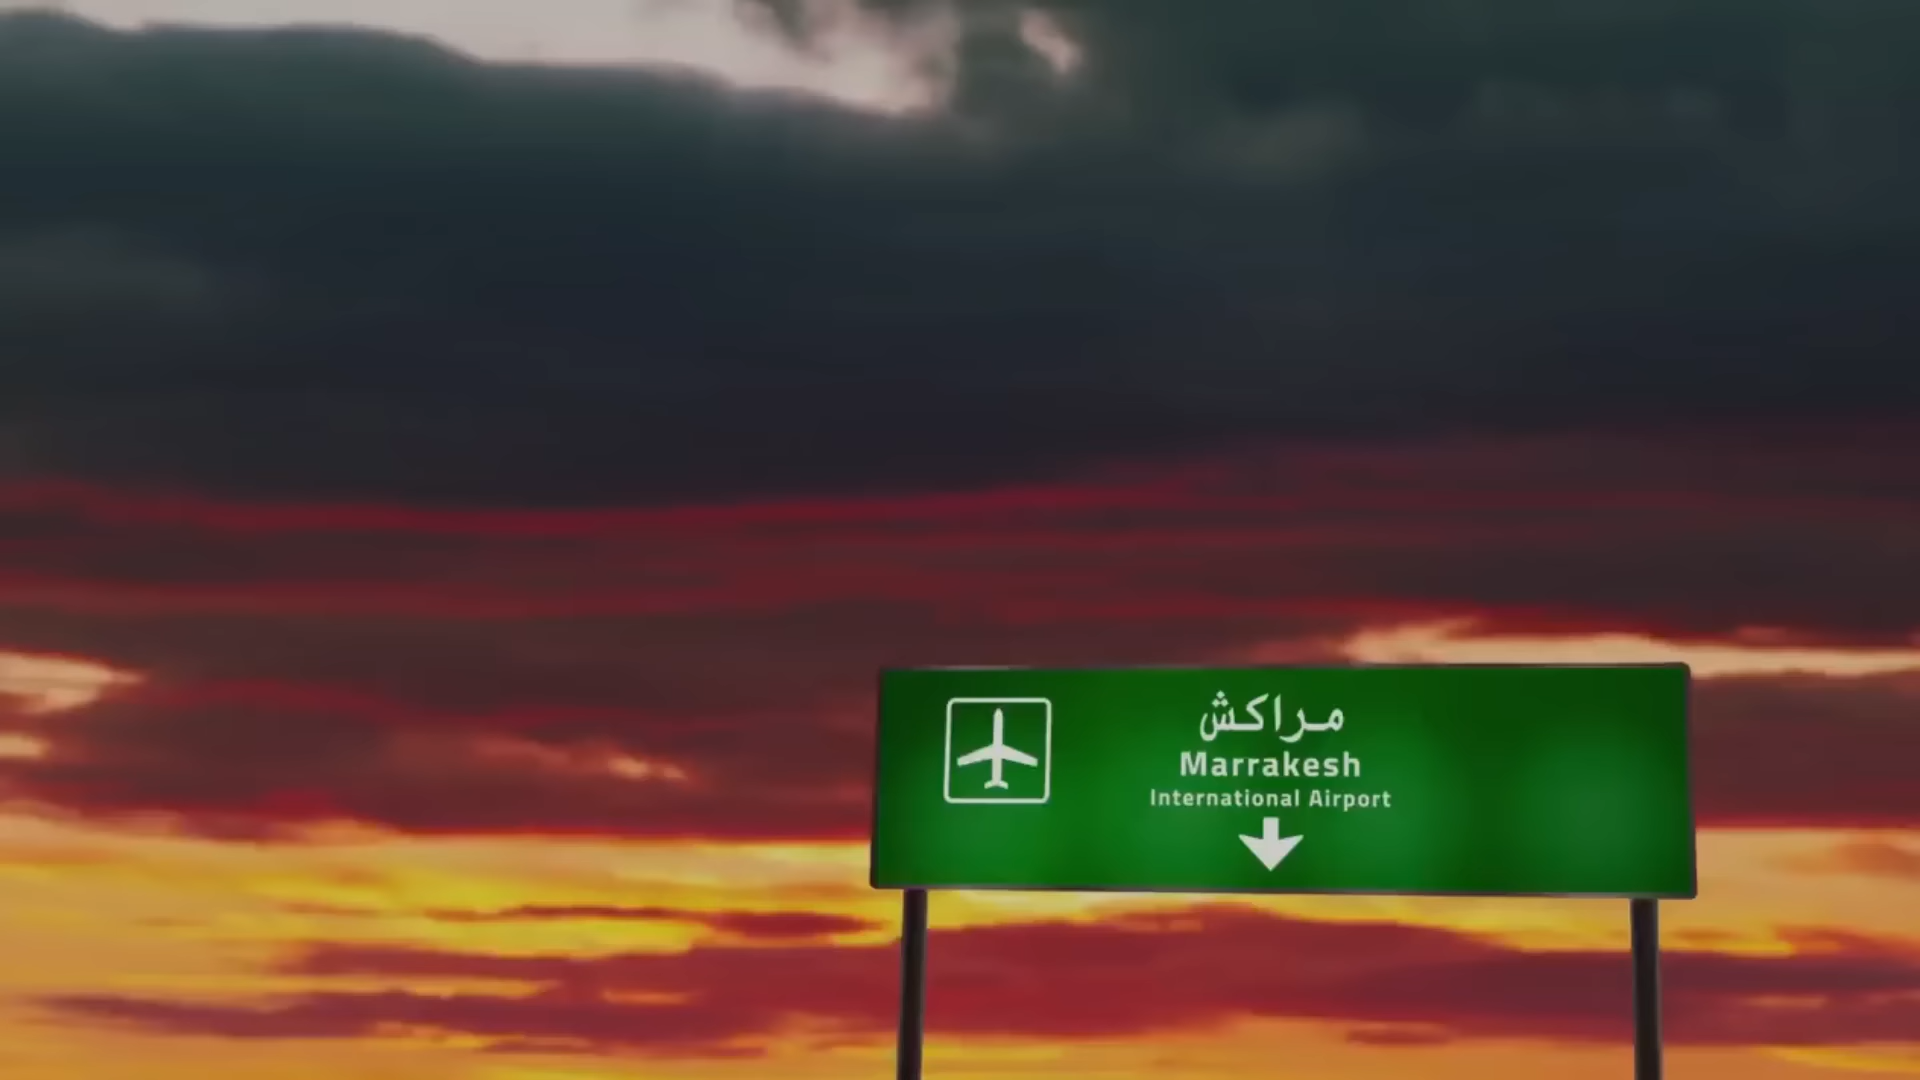 مراكش
Marrakesh
International Airport